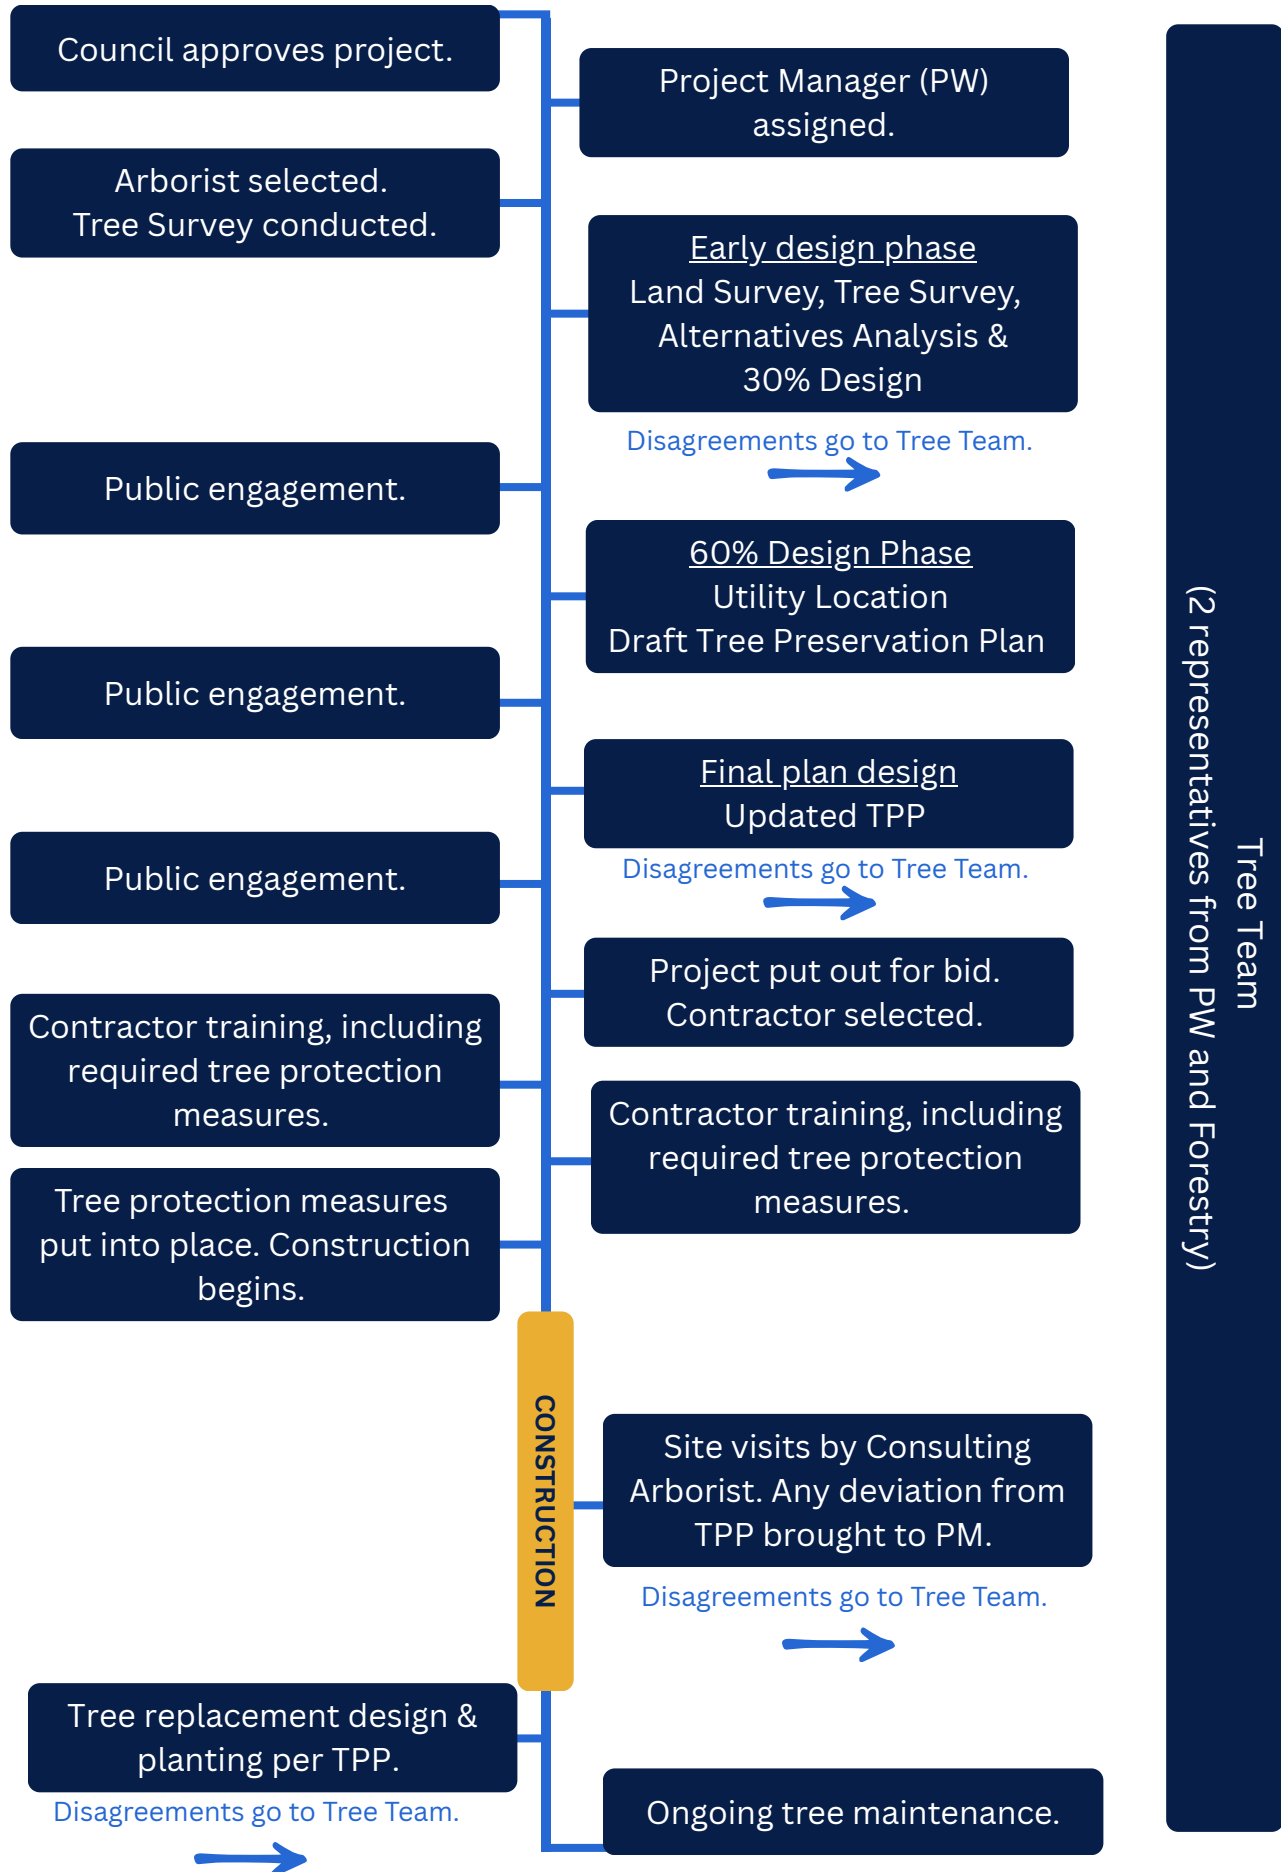 Council approves project.
Project Manager (PW)
assigned.
Arborist selected.
Tree Survey conducted.
Early design phase
Land Survey, Tree Survey,
Alternatives Analysis &
30% Design
Disagreements go to Tree Team.
Public engagement.
60% Design Phase
Utility Location
Draft Tree Preservation Plan
Public engagement.
Final plan design
Updated TPP
Disagreements go to Tree Team.
Public engagement.
Project put out for bid.
Contractor selected.
Contractor training, including
required tree protection
measures.
Contractor training, including
required tree protection
measures.
Tree protection measures
put into place. Construction
begins.
CONSTRUCTION
Site visits by Consulting
Arborist. Any deviation from
TPP brought to PM.
Disagreements go to Tree Team.
Tree replacement design &
planting per TPP.
Disagreements go to Tree Team.
Ongoing tree maintenance.
Tree Team
(2 representatives from PW and Forestry)